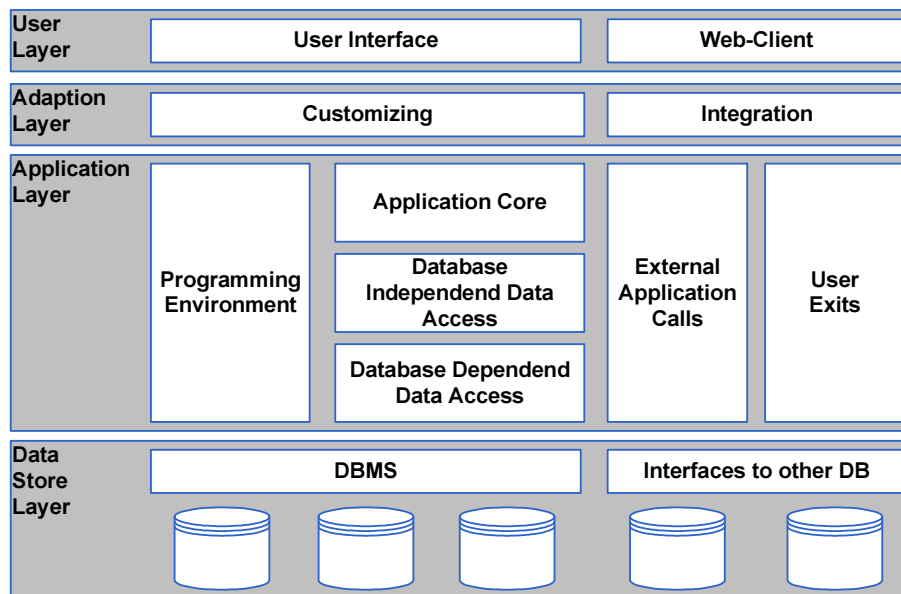 User
Layer
User Interface
Web-Client
Adaption
Layer
Customizing
Integration
Application
Layer
Programming
Environment
Application Core
Database
Independend Data
Access
Database Dependend
Data Access
External
Application
Calls
User
Exits
Data
Store
Layer
DBMS
Interfaces to other DB